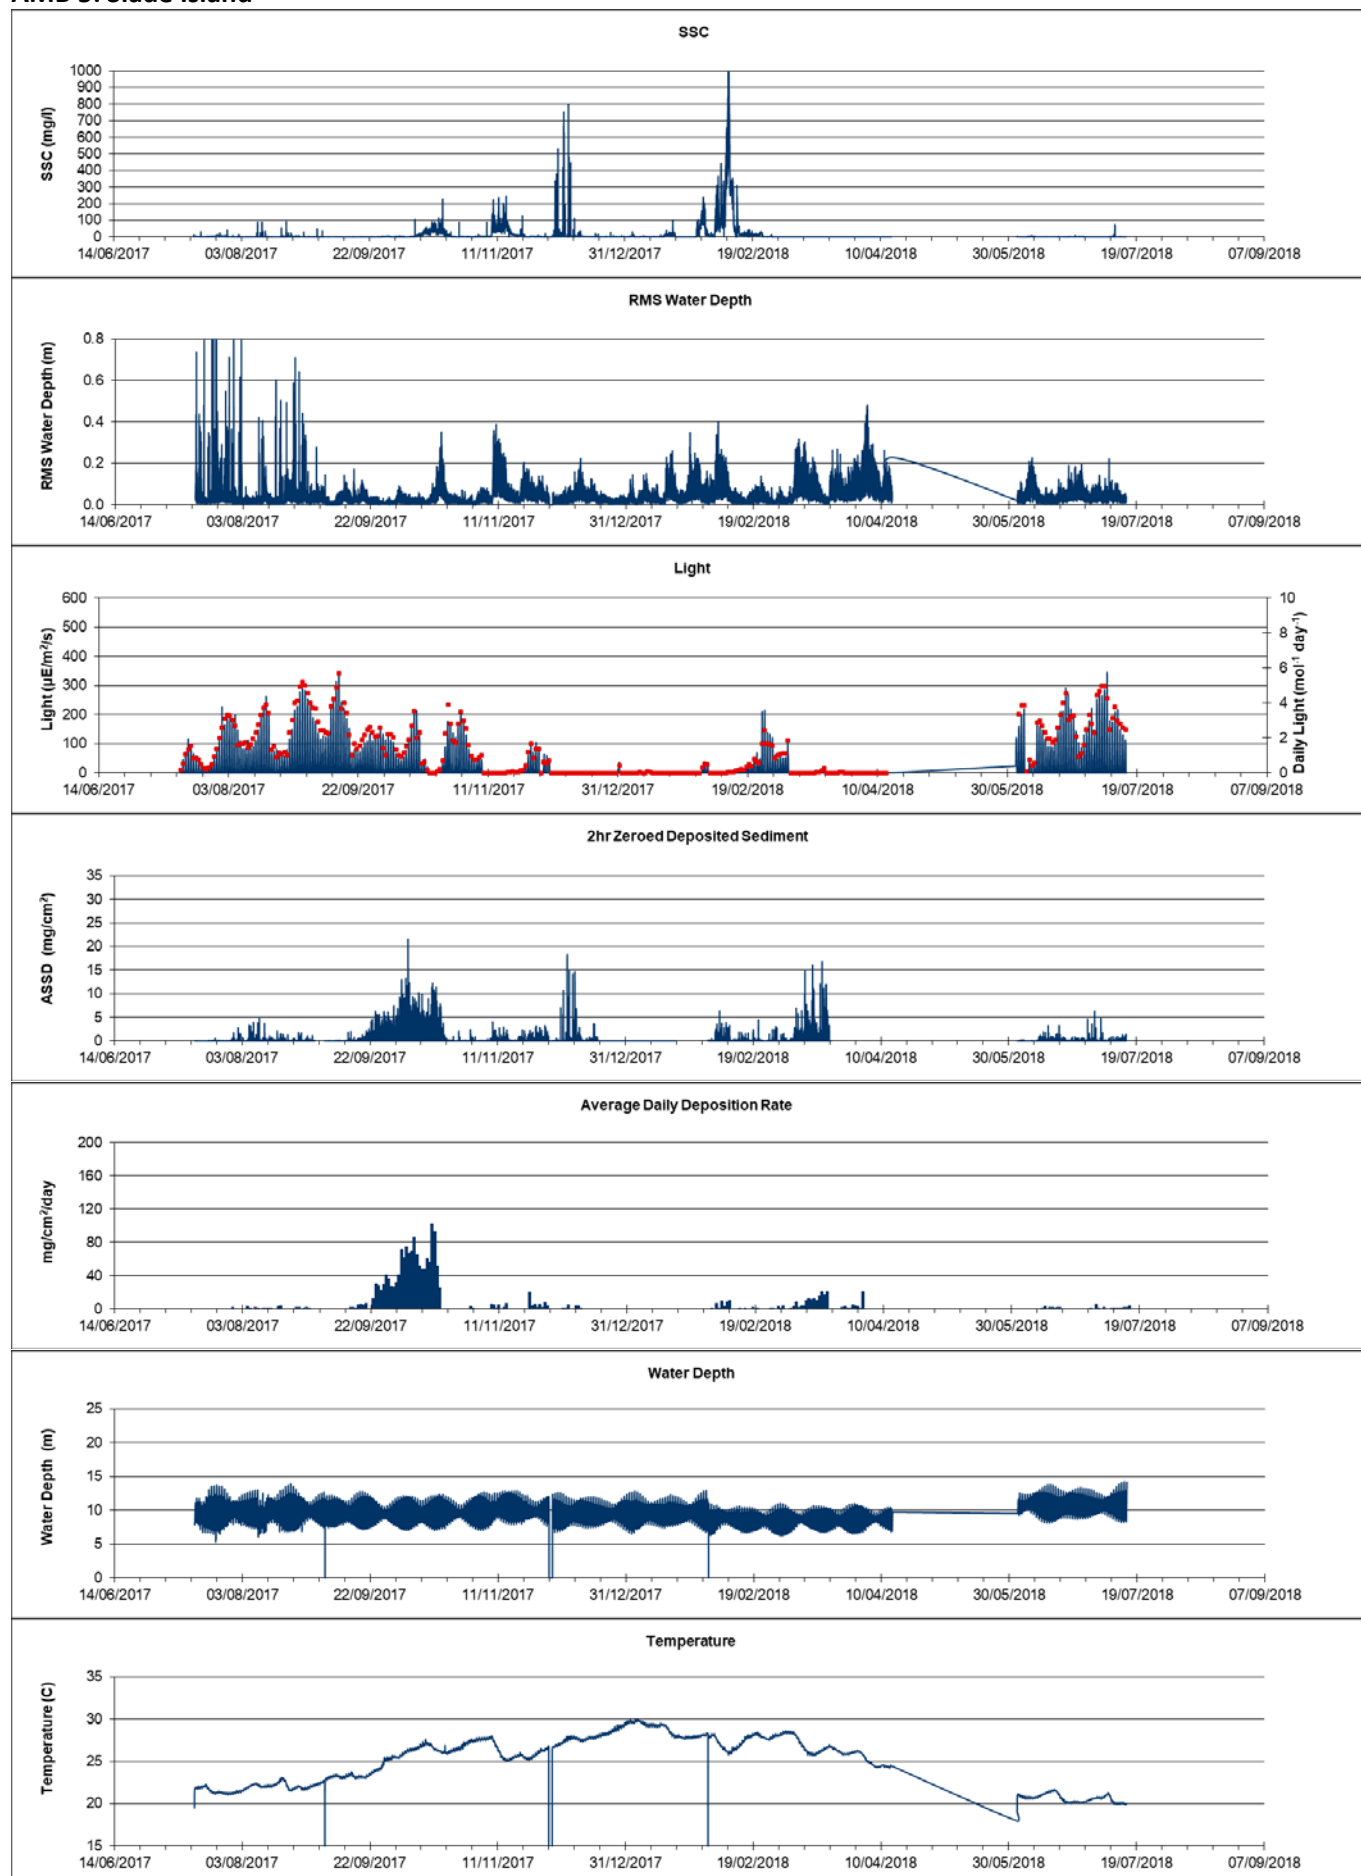 AMB 5: Slade Island
SSC
SSC (mg/l)
1000
900
800
700
600
500
400
300
200
100
0
14/06/2017 03/08/2017 22/09/2017 11/11/2017 31/12/2017 19/02/2018 10/04/2018 30/05/2018 19/07/2018 07/09/2018
RMS Water Depth
RMS Water Depth (m)
0.8
0.6
0.4
0.2
0.0
14/06/2017 03/08/2017 22/09/2017 11/11/2017 31/12/2017 19/02/2018 10/04/2018 30/05/2018 19/07/2018 07/09/2018
Light
Light (µE/m²/s)
600
500
400
300
200
100
0
10
8
6
4
2
0
Daily Light (mol⁻¹ day⁻¹)
14/06/2017 03/08/2017 22/09/2017 11/11/2017 31/12/2017 19/02/2018 10/04/2018 30/05/2018 19/07/2018 07/09/2018
2hr Zeroed Deposited Sediment
ASSD (mg/cm²)
35
30
25
20
15
10
5
0
14/06/2017 03/08/2017 22/09/2017 11/11/2017 31/12/2017 19/02/2018 10/04/2018 30/05/2018 19/07/2018 07/09/2018
Average Daily Deposition Rate
mg/cm²/day
200
160
120
80
40
0
14/06/2017 03/08/2017 22/09/2017 11/11/2017 31/12/2017 19/02/2018 10/04/2018 30/05/2018 19/07/2018 07/09/2018
Water Depth
Water Depth (m)
25
20
15
10
5
0
14/06/2017 03/08/2017 22/09/2017 11/11/2017 31/12/2017 19/02/2018 10/04/2018 30/05/2018 19/07/2018 07/09/2018
Temperature
Temperature (C)
35
30
25
20
15
14/06/2017 03/08/2017 22/09/2017 11/11/2017 31/12/2017 19/02/2018 10/04/2018 30/05/2018 19/07/2018 07/09/2018